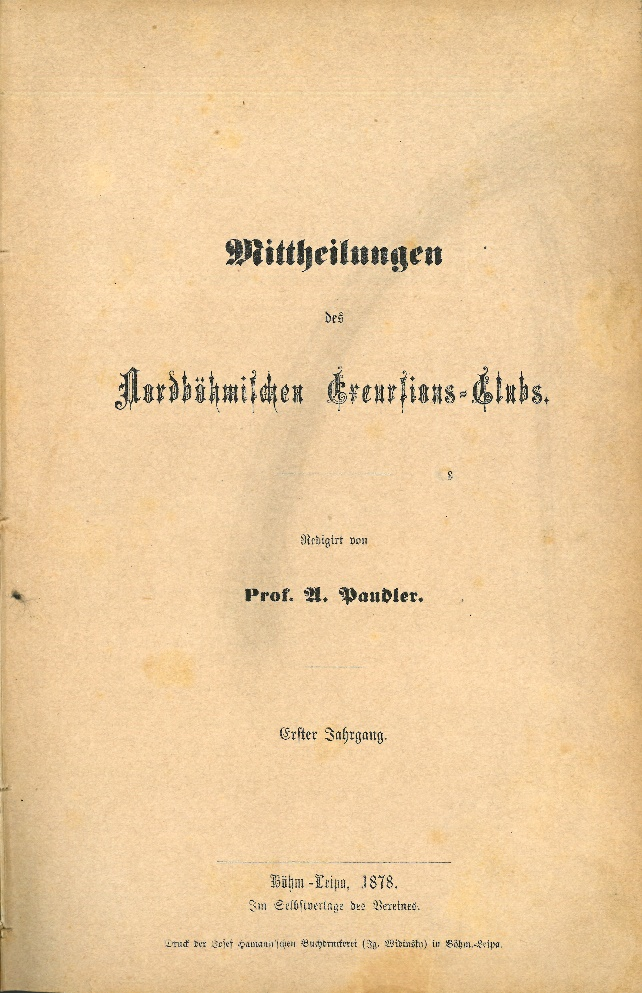 Mittheilungen
des
Nordböhmischen Excursions-Clubs.
Redigirt von
Prof. A. Paudler.
Erster Jahrgang.
Böhm.-Leipa, 1878.
Im Selbstverlage des Vereines.
Druck der Josef Hamann'schen Buchdruckerei (Ig. Widinsky) in Böhm.-Leipa.